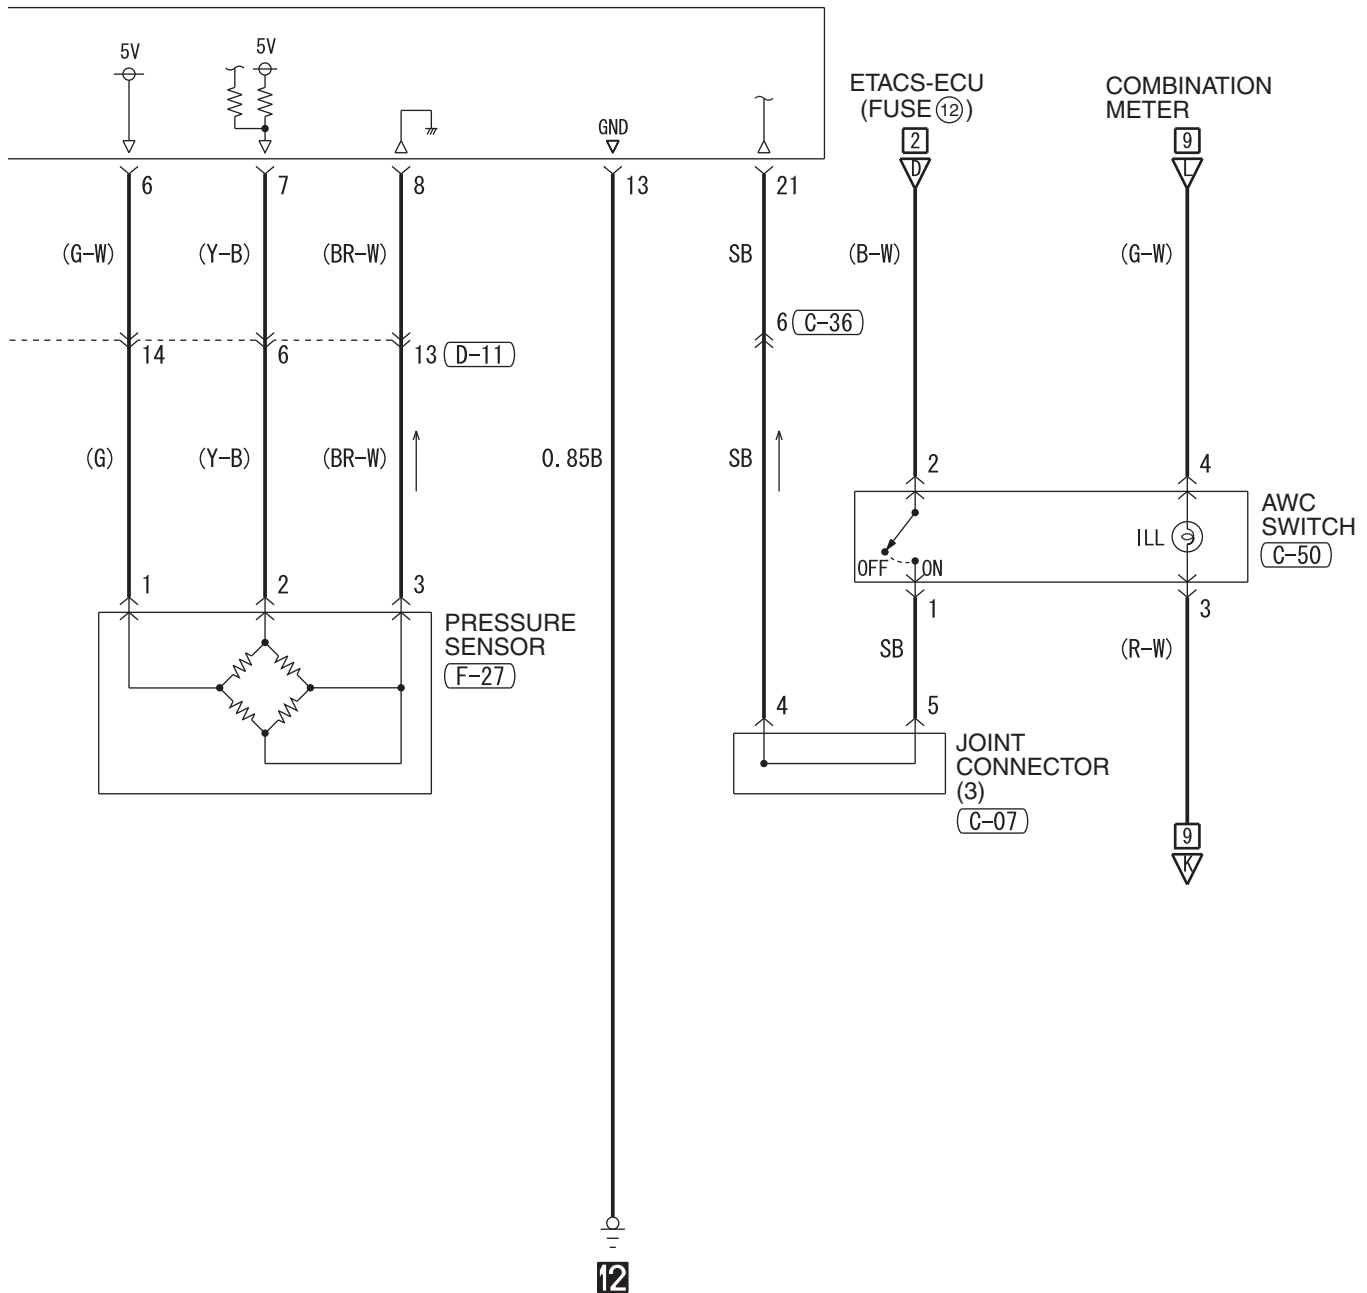 5V
5V
GND
ETACS-ECU
(FUSE⑫)
COMBINATION
METER
2
D
9
L
6
7
8
13
21
(G-W)
(Y-B)
(BR-W)
SB
(B-W)
(G-W)
6
C-36
14
6
13
D-11
(G)
(Y-B)
(BR-W)
0.85B
SB
2
4
ILL
OFF
ON
AWC
SWITCH
C-50
1
2
3
1
3
PRESSURE
SENSOR
F-27
SB
(R-W)
4
5
JOINT
CONNECTOR
(3)
C-07
9
K
12